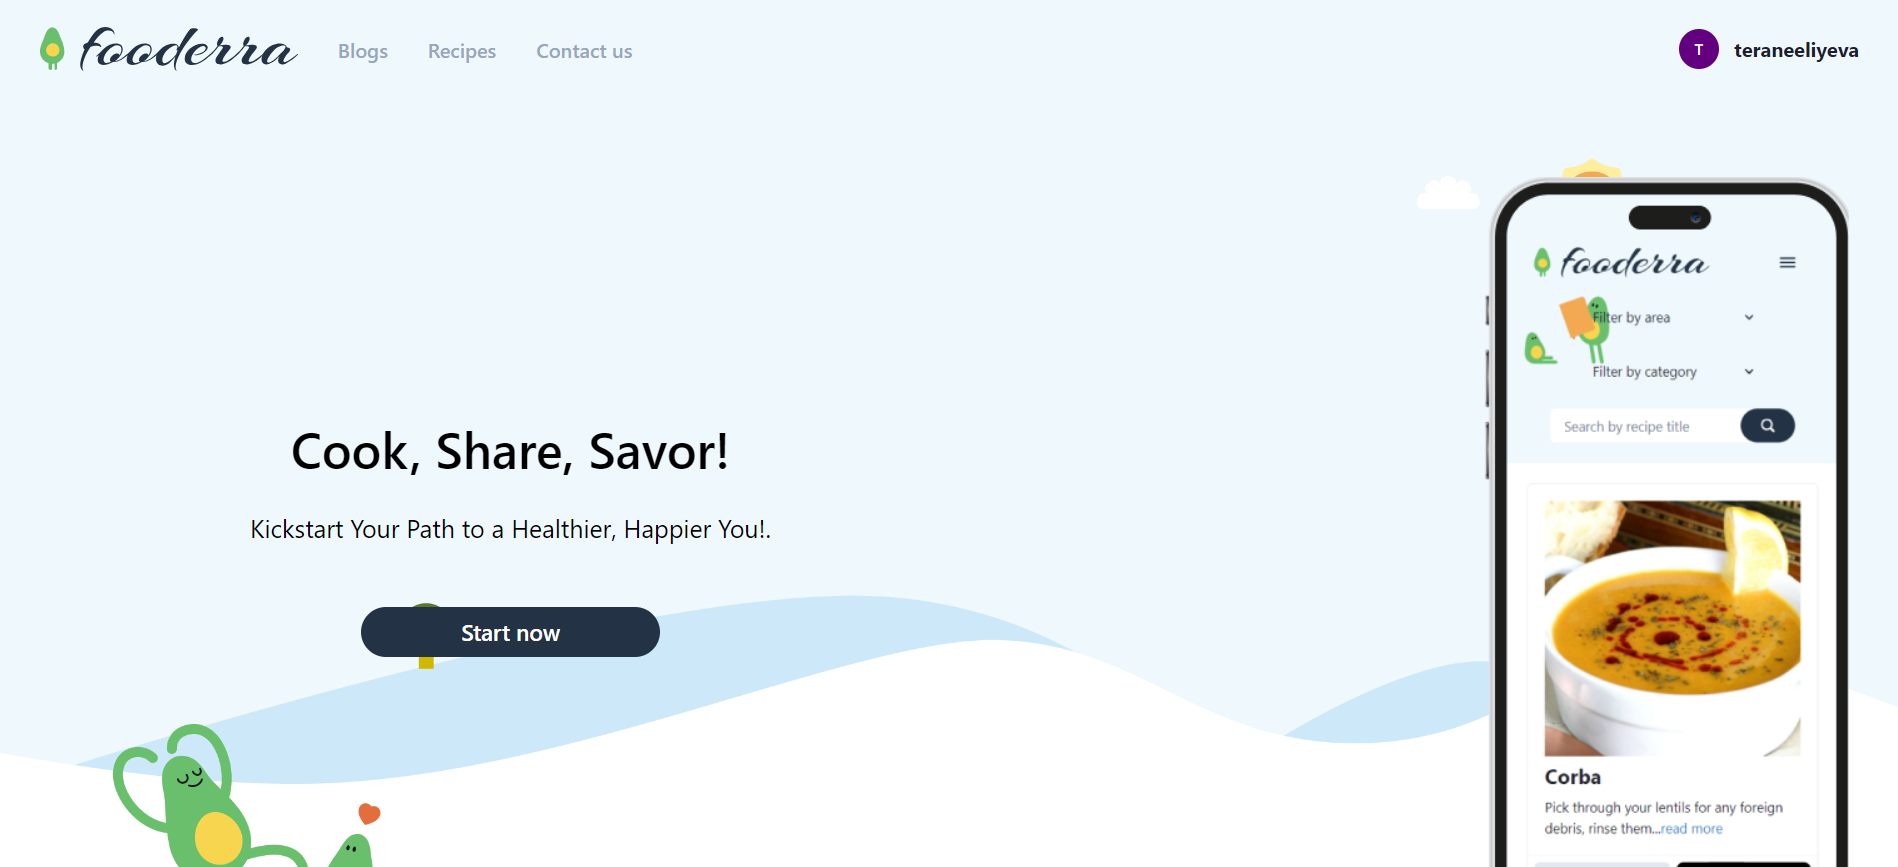 fooderra
Blogs
Recipes
Contact us
T
teraneeliyeva
Cook, Share, Savor!
Kickstart Your Path to a Healthier, Happier You!.
Start now
fooderra
Filter by area
Filter by category
Search by recipe title
Corba
Pick through your lentils for any foreign
debris, rinse them...read more